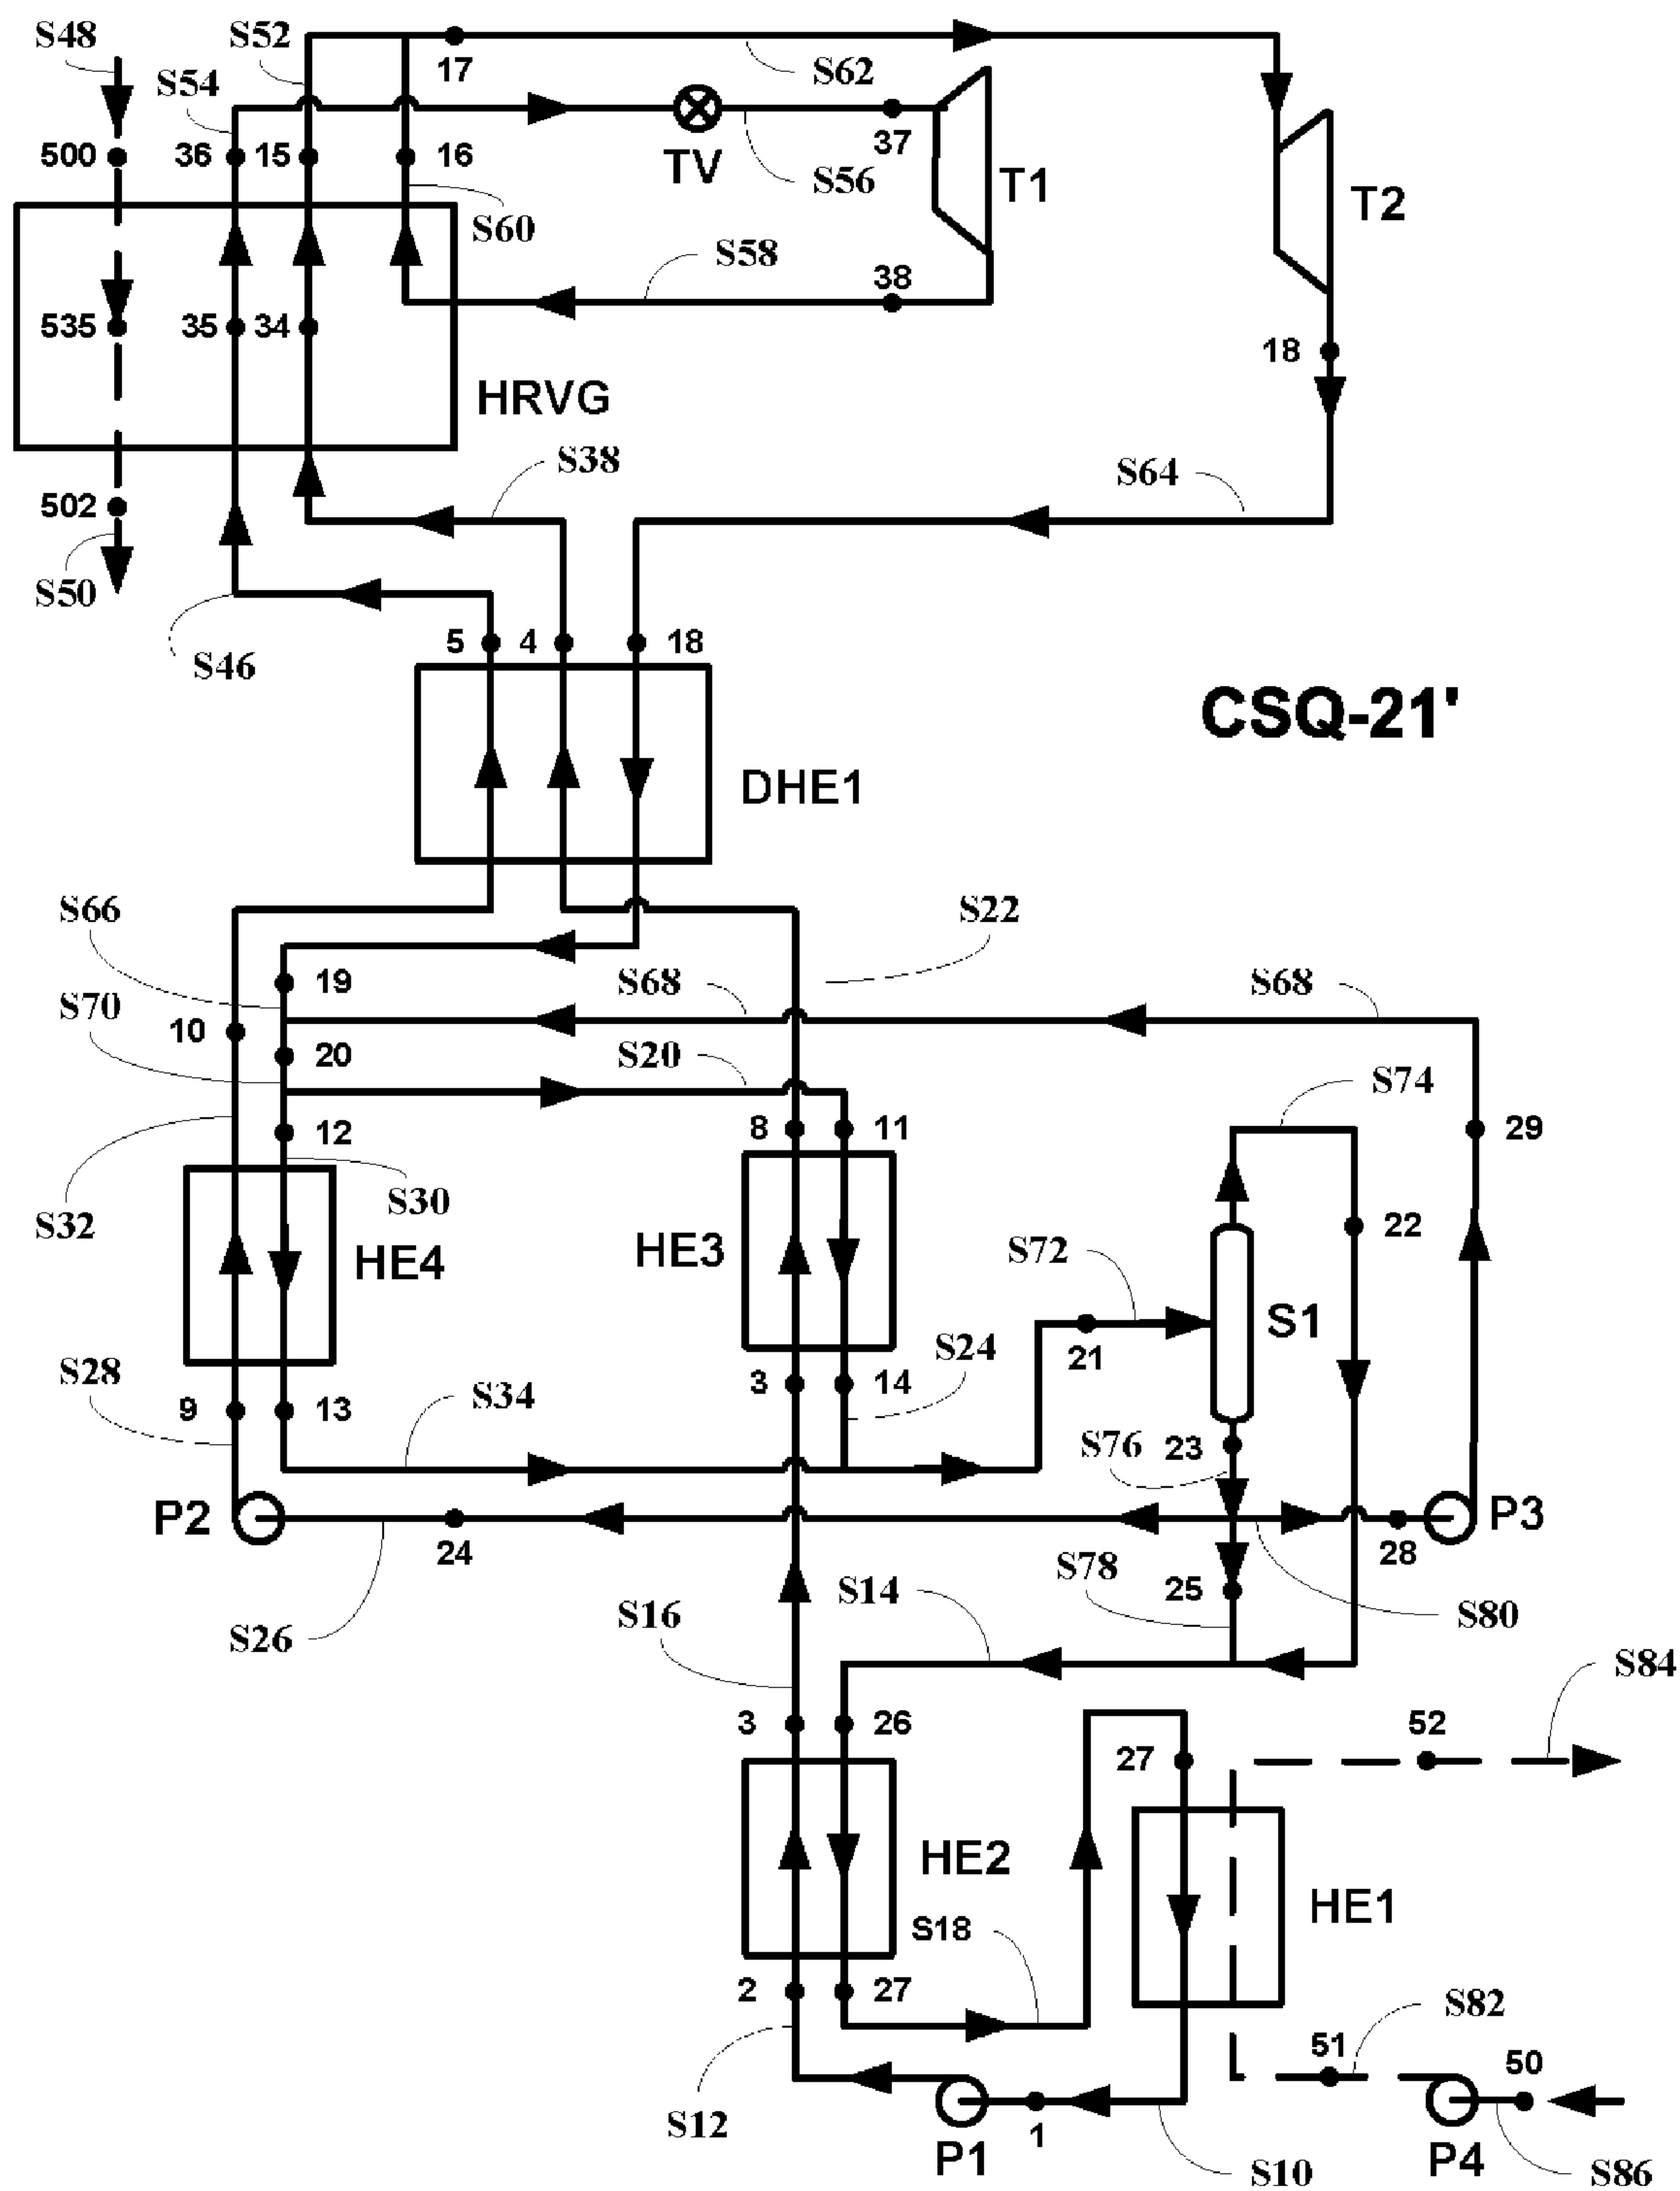 S48
S52
S54
17
S62
500
36
15
16
TV
S56
37
T1
T2
S60
S58
38
535
35
34
18
HRVG
S38
S64
502
S50
S46
5
4
18
CSQ-21'
DHE1
S66
S22
19
S68
S68
S70
10
20
S20
S74
12
8
11
29
S30
S32
22
HE4
HE3
S72
S1
21
S24
S28
3
14
9
13
S34
S76
23
P2
P3
24
28
S78
S14
25
S16
S80
S26
S84
3
26
52
27
HE2
HE1
S18
2
27
S82
51
50
S12
P1
1
P4
S10
S86